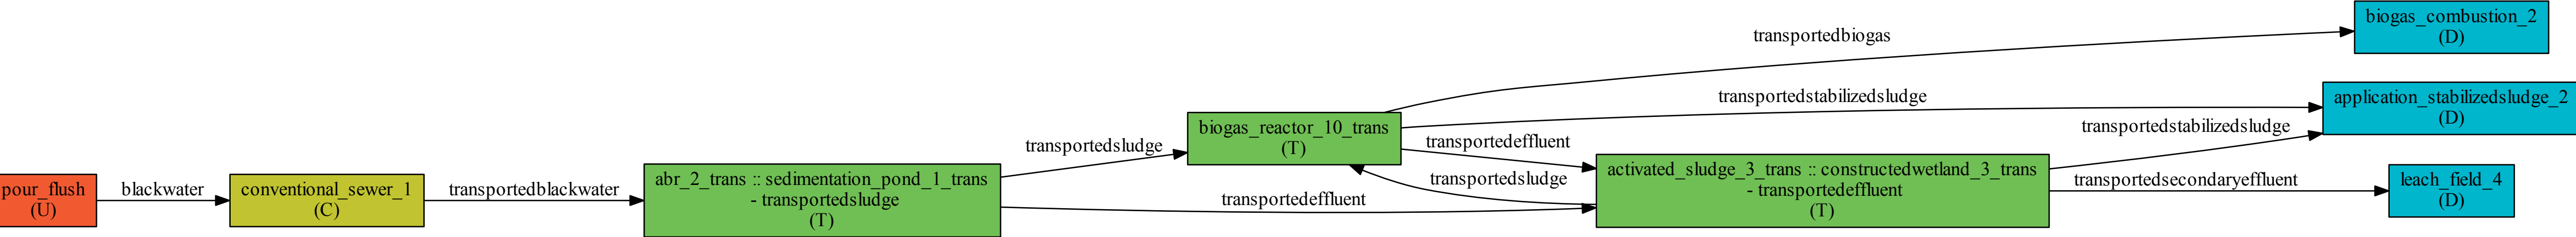 pour_flush
(U)
blackwater
conventional_sewer_1
(C)
transportedblackwater
abr_2_trans :: sedimentation_pond_1_trans
- transportedsludge
(T)
transportedsludge
transportedeffluent
biogas_reactor_10_trans
(T)
transportedbiogas
transportedstabilizedsludge
transportedeffluent
transportedsludge
activated_sludge_3_trans :: constructedwetland_3_trans
- transportedeffluent
(T)
transportedstabilizedsludge
transportedsecondaryeffluent
biogas_combustion_2
(D)
application_stabilizedsludge_2
(D)
leach_field_4
(D)